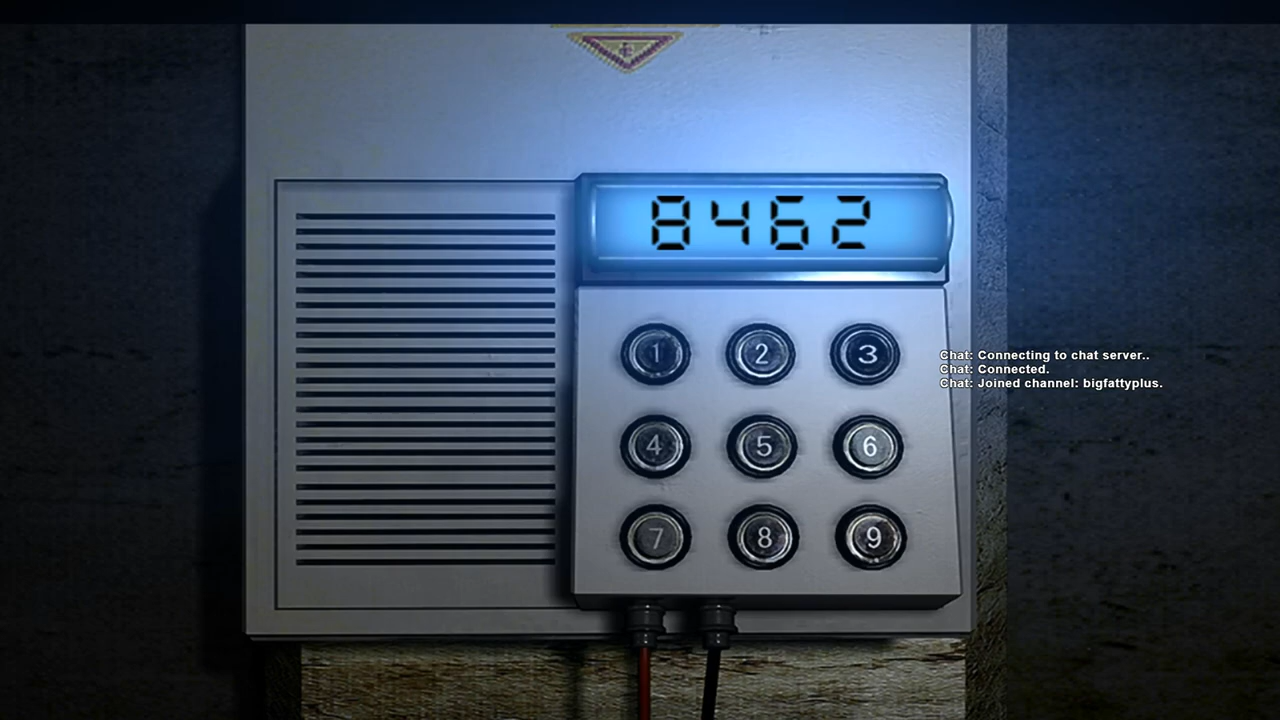 8462
1 2 3
Chat: Connecting to chat server..
Chat: Connected.
Chat: Joined channel: bigfattyplus.
4 5 6
7 8 9